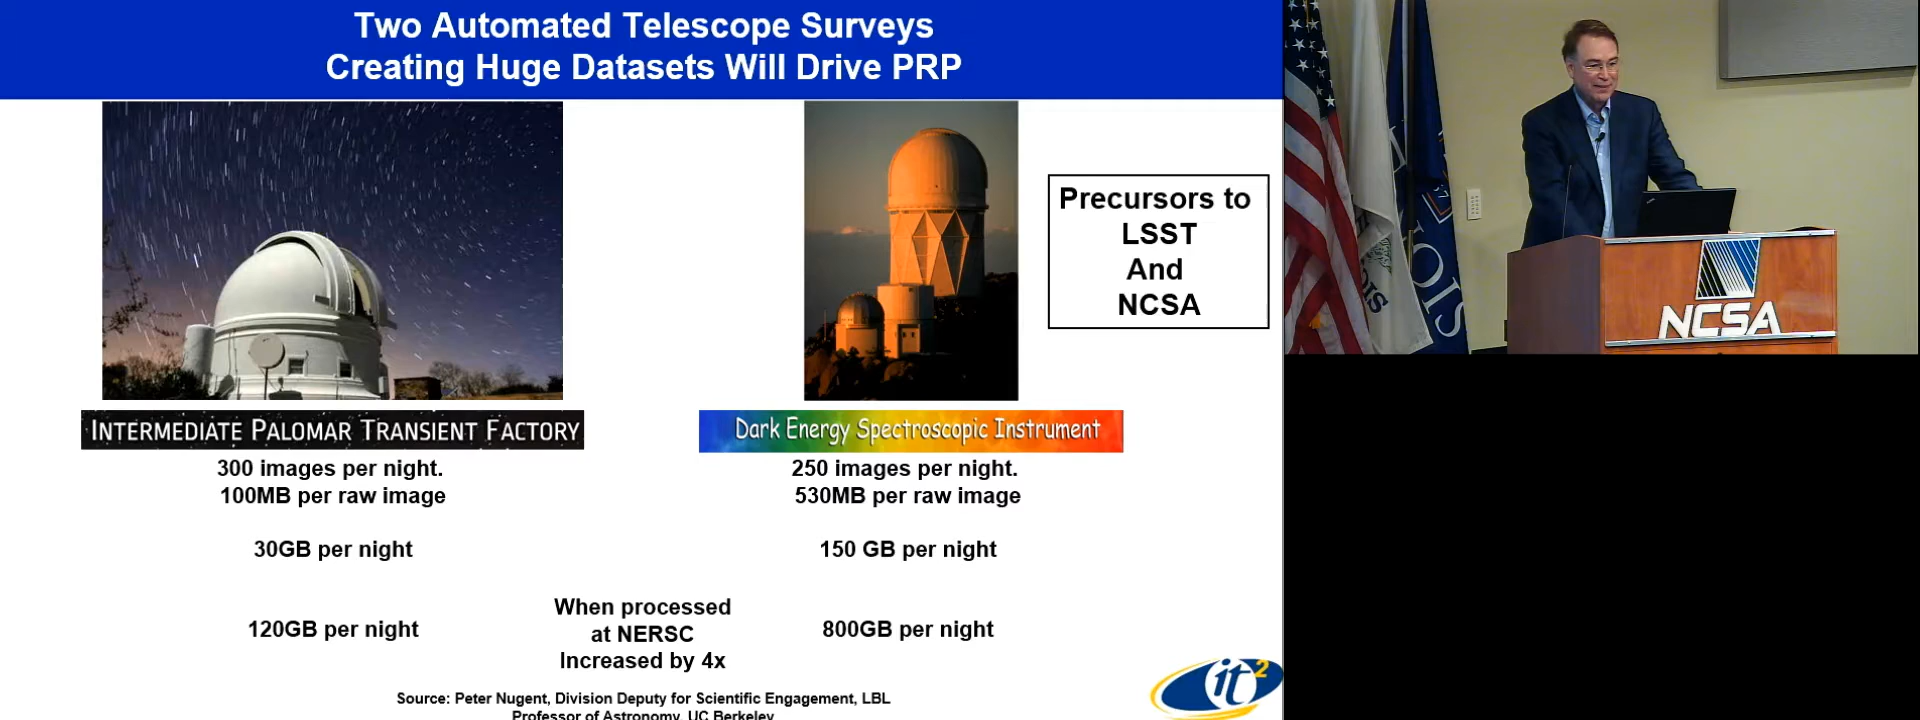 Two Automated Telescope Surveys
Creating Huge Datasets Will Drive PRP
Precursors to
LSST
And
NCSA
INTERMEDIATE PALOMAR TRANSIENT FACTORY
Dark Energy Spectroscopic Instrument
300 images per night.
100MB per raw image
250 images per night.
530MB per raw image
30GB per night
150 GB per night
120GB per night
When processed
at NERSC
Increased by 4x
800GB per night
Source: Peter Nugent, Division Deputy for Scientific Engagement, LBL
Professor of Astronomy, UC Berkeley
it2
NCSA